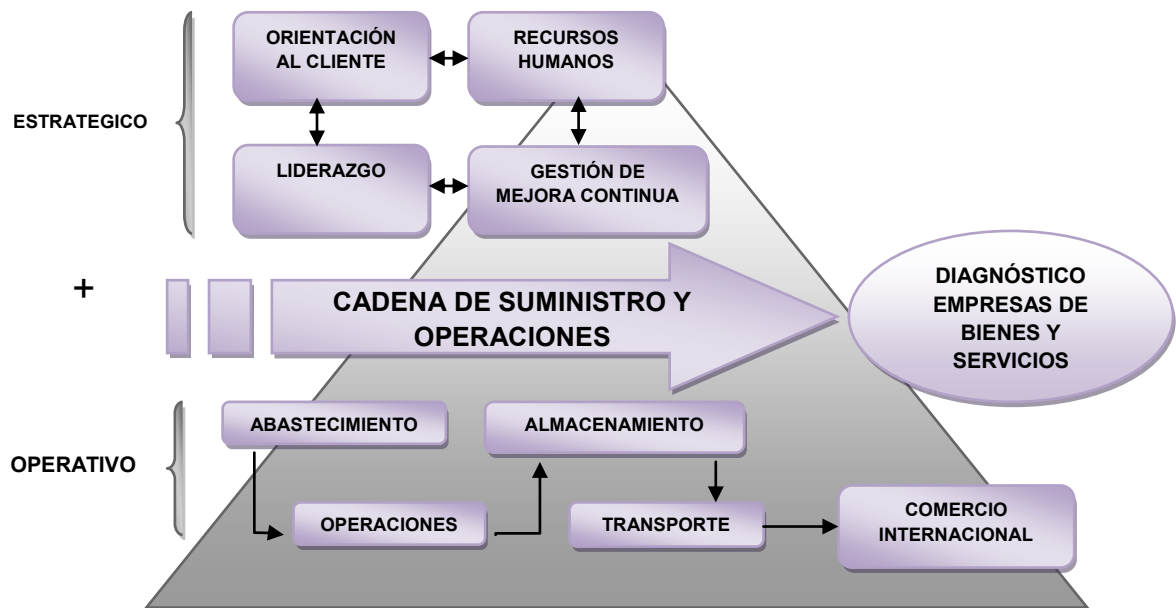 ORIENTACIÓN
AL CLIENTE
RECURSOS
HUMANOS
ESTRATEGICO
LIDERAZGO
GESTIÓN DE
MEJORA CONTINUA
+
CADENA DE SUMINISTRO Y
OPERACIONES
DIAGNÓSTICO
EMPRESAS DE
BIENES Y
SERVICIOS
OPERATIVO
ABASTECIMIENTO
ALMACENAMIENTO
OPERACIONES
TRANSPORTE
COMERCIO
INTERNACIONAL